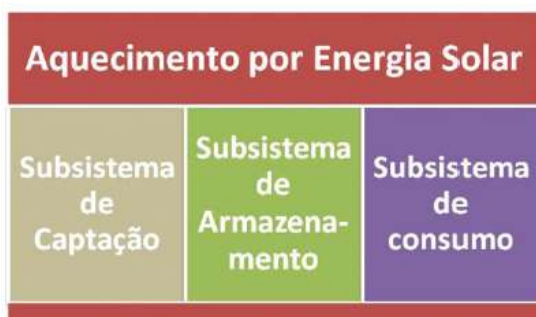 Aquecimento por Energia Solar
Subsistema
de
Captação
Subsistema
de
Armazena-
mento
Subsistema
de
consumo